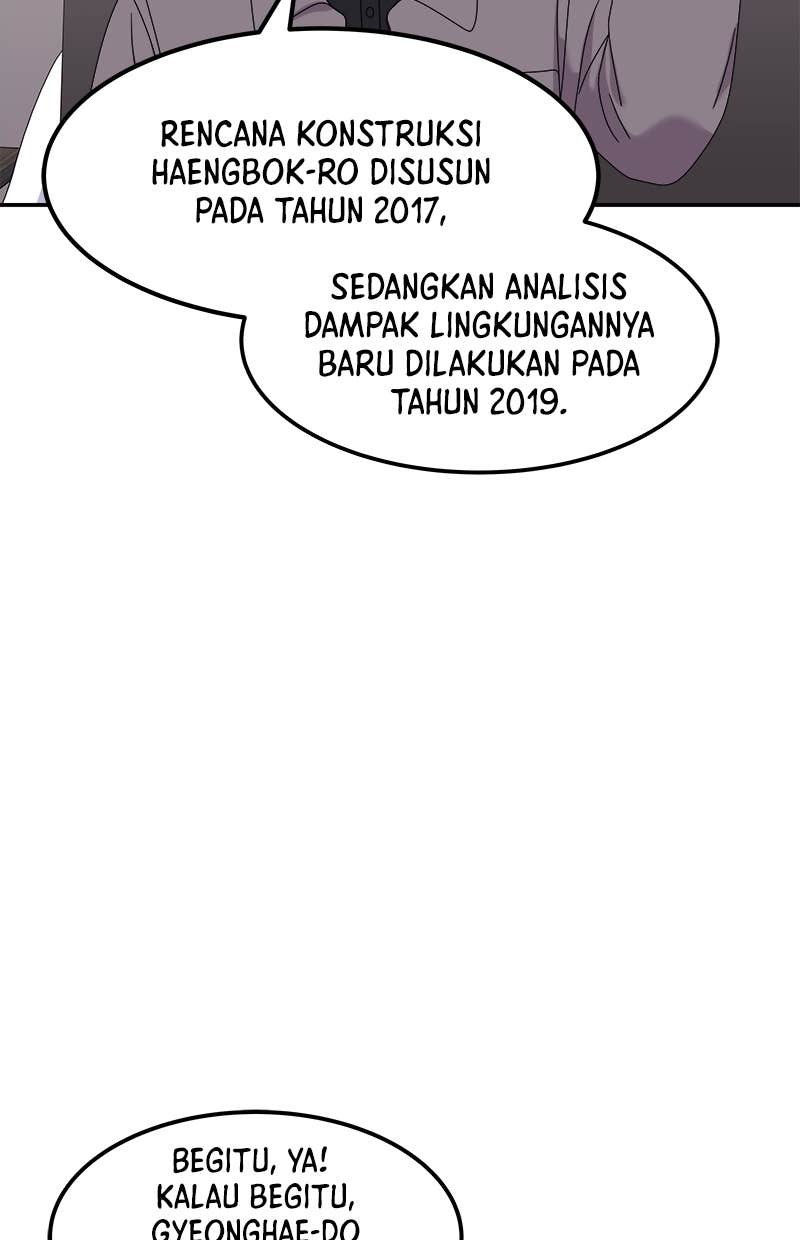 RENCANA KONSTRUKSI
HAENGBOK-RO DISUSUN
PADA TAHUN 2017,
SEDANGKAN ANALISIS
DAMPAK LINGKUNGANNYA
BARU DILAKUKAN PADA
TAHUN 2019.
BEGITU, YA!
KALAU BEGITU,
GYEONGHAE-DO